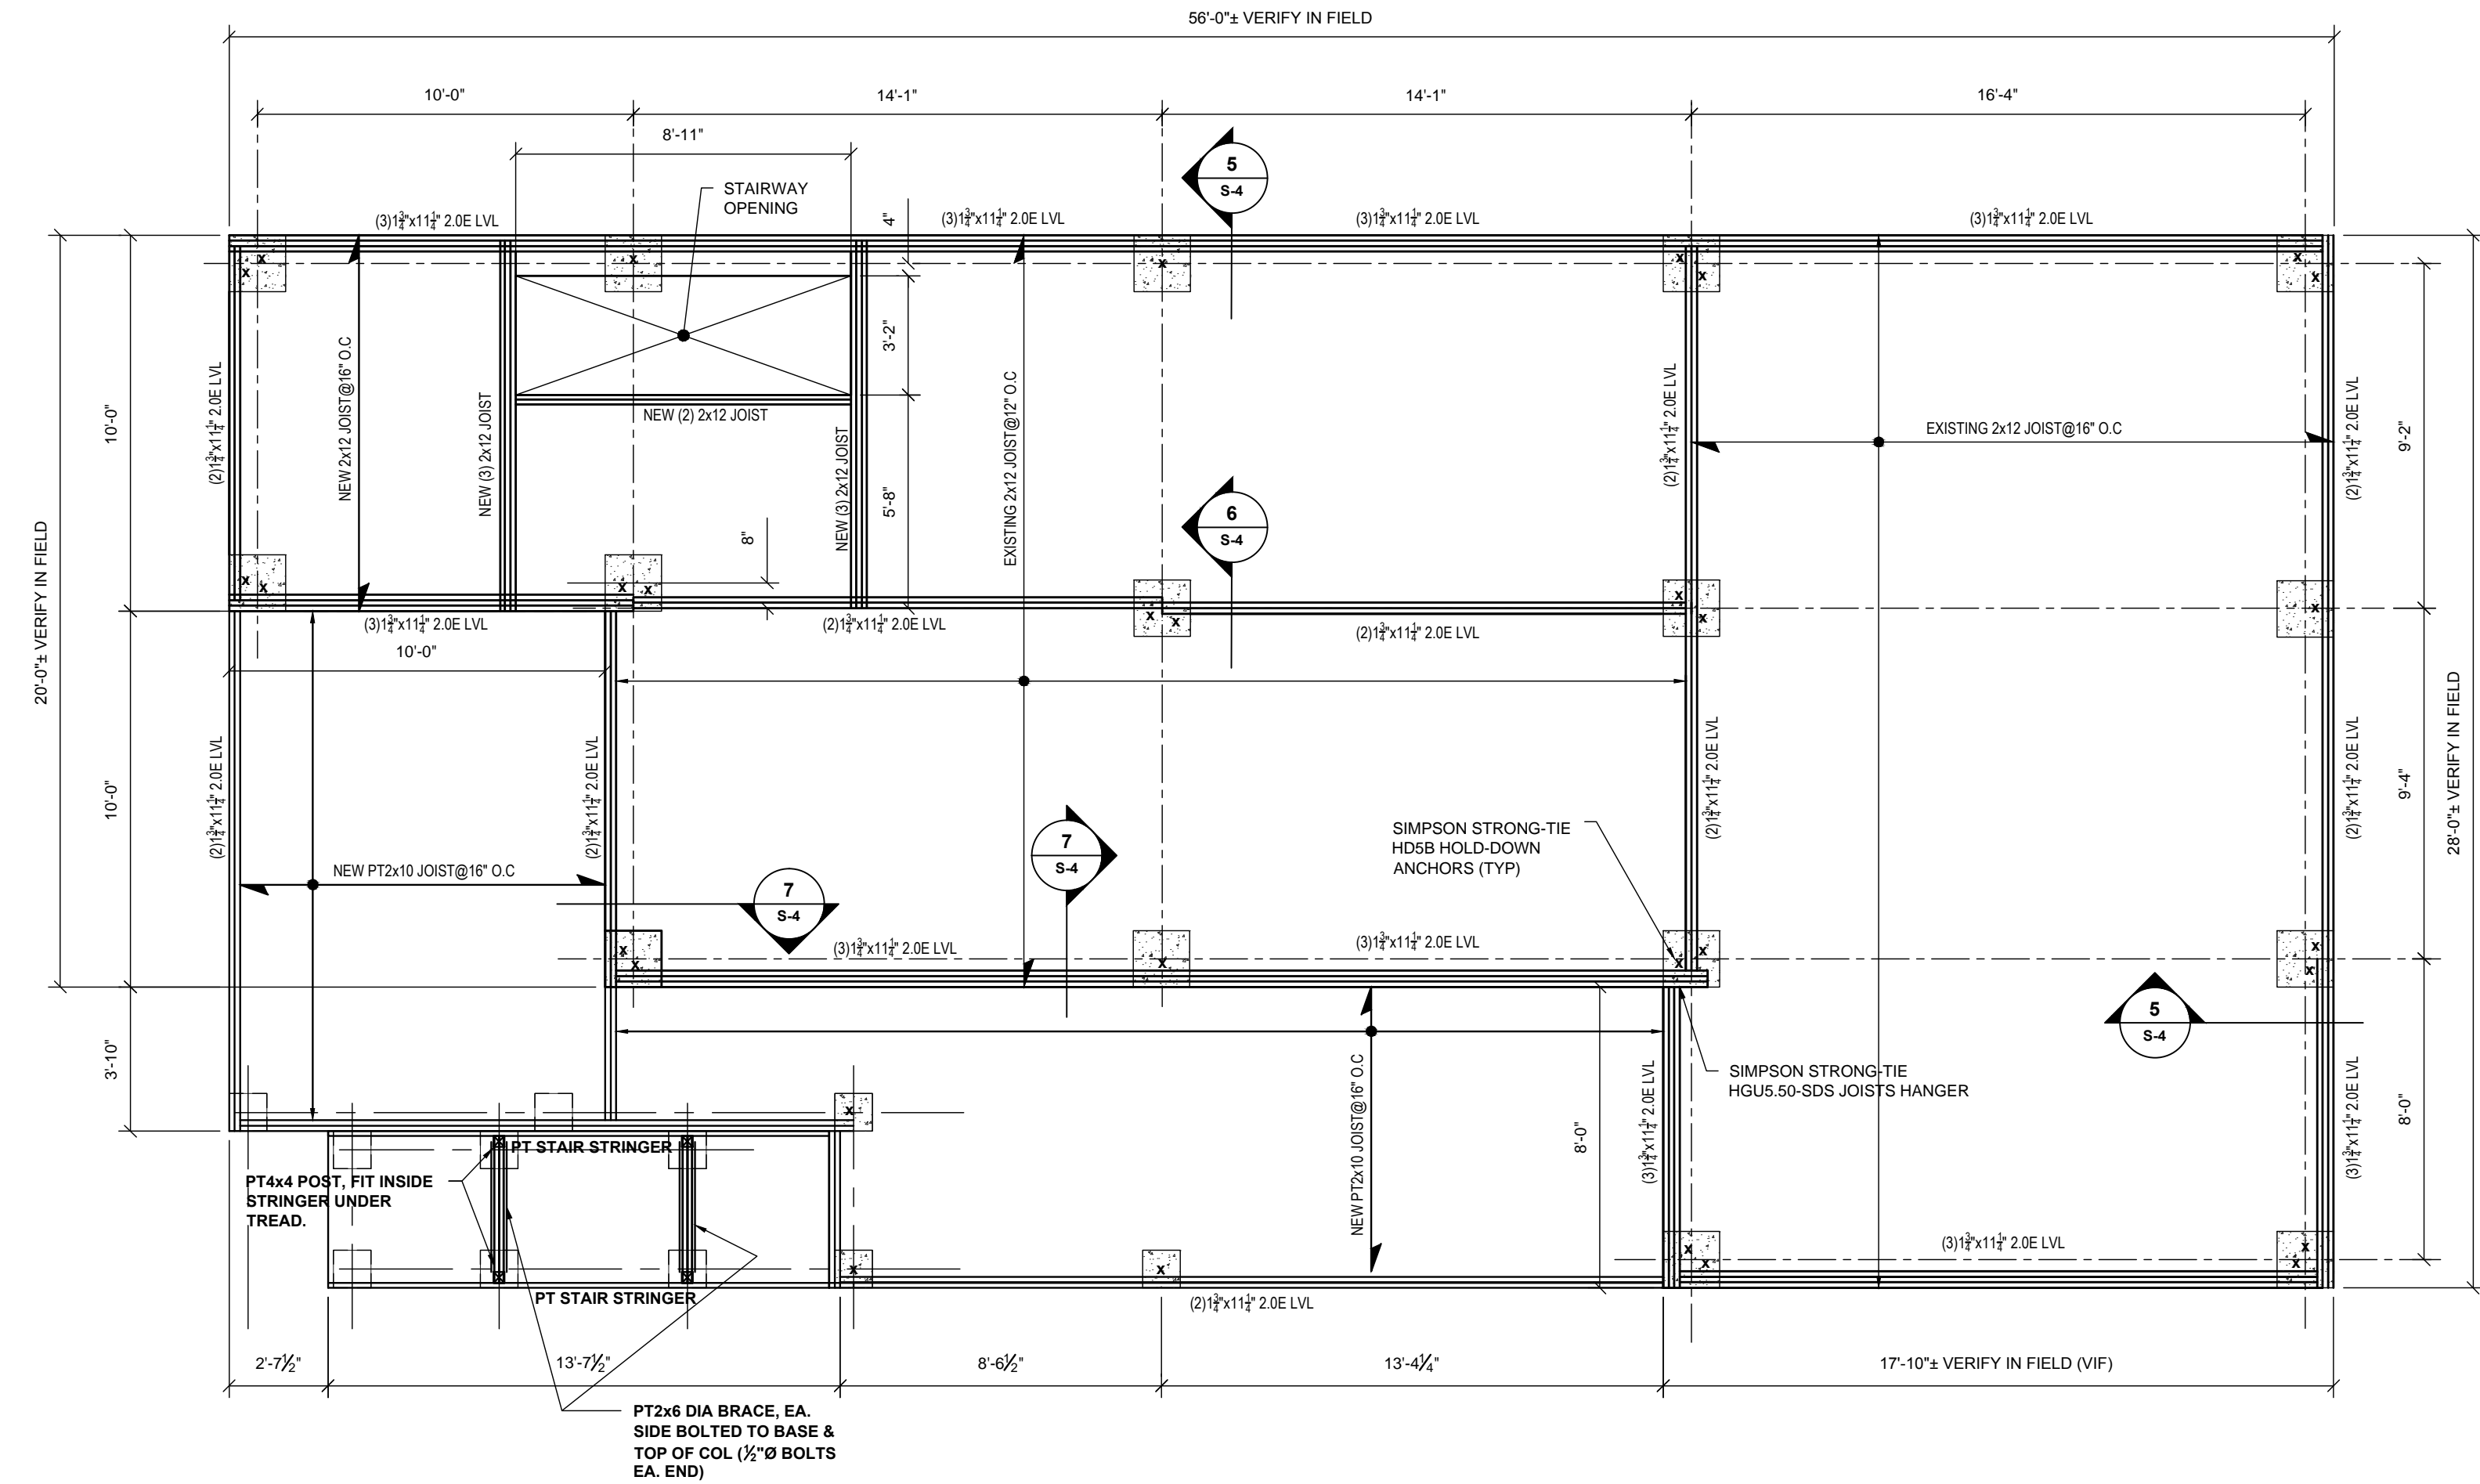 56'-0"± VERIFY IN FIELD
10'-0"
14'-1"
14'-1"
16'-4"
8'-11"
5
S-4
STAIRWAY
OPENING
4"
(3)1¾"x11¼" 2.0E LVL
(3)1¾"x11¼" 2.0E LVL
(3)1¾"x11¼" 2.0E LVL
(3)1¾"x11¼" 2.0E LVL
x
x
x
x
x
x
x
x
20'-0"± VERIFY IN FIELD
10'-0"
(2)1¾"x11¼" 2.0E LVL
NEW 2x12 JOIST@16" O.C
NEW (3) 2x12 JOIST
3'-2"
NEW (2) 2x12 JOIST
NEW (3) 2x12 JOIST
5'-8"
8"
EXISTING 2x12 JOIST@12" O.C
6
S-4
(2)1¾"x11¼" 2.0E LVL
EXISTING 2x12 JOIST@16" O.C
(2)1¾"x11¼" 2.0E LVL
9'-2"
x
x
x
x
x
x
x
x
x
(3)1¾"x11¼" 2.0E LVL
(2)1¾"x11¼" 2.0E LVL
(2)1¾"x11¼" 2.0E LVL
10'-0"
10'-0"
(2)1¾"x11¼" 2.0E LVL
(2)1¾"x11¼" 2.0E LVL
NEW PT2x10 JOIST@16" O.C
7
S-4
7
S-4
SIMPSON STRONG-TIE
HD5B HOLD-DOWN
ANCHORS (TYP)
(2)1¾"x11¼" 2.0E LVL
(2)1¾"x11¼" 2.0E LVL
9'-4"
28'-0"± VERIFY IN FIELD
(3)1¾"x11¼" 2.0E LVL
(3)1¾"x11¼" 2.0E LVL
x
x
x
x
x
x
x
5
S-4
3'-10"
NEW PT2x10 JOIST@16" O.C
8'-0"
(3)1¾"x11¼" 2.0E LVL
SIMPSON STRONG-TIE
HGU5.50-SDS JOISTS HANGER
(3)1¾"x11¼" 2.0E LVL
8'-0"
x
PT STAIR STRINGER
PT4x4 POST, FIT INSIDE
STRINGER UNDER
TREAD.
(3)1¾"x11¼" 2.0E LVL
x
x
x
x
x
x
PT STAIR STRINGER
(2)1¾"x11¼" 2.0E LVL
2'-7½"
13'-7½"
8'-6½"
13'-4¼"
17'-10"± VERIFY IN FIELD (VIF)
PT2x6 DIA BRACE, EA.
SIDE BOLTED TO BASE &
TOP OF COL (½"Ø BOLTS
EA. END)